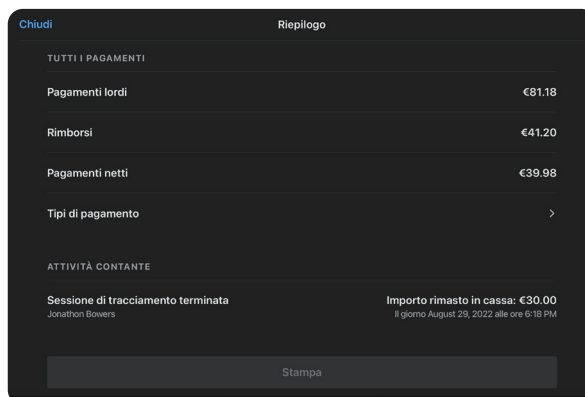 Chiudi
Riepilogo
TUTTI I PAGAMENTI
Pagamenti lordi €81.18
Rimborsi €41.20
Pagamenti netti €39.98
Tipi di pagamento
ATTIVITÀ CONTANTE
Sessione di tracciamento terminata Importo rimasto in cassa: €30.00
Jonathon Bowers Il giorno August 29, 2022 alle ore 6:18 PM
Stampa